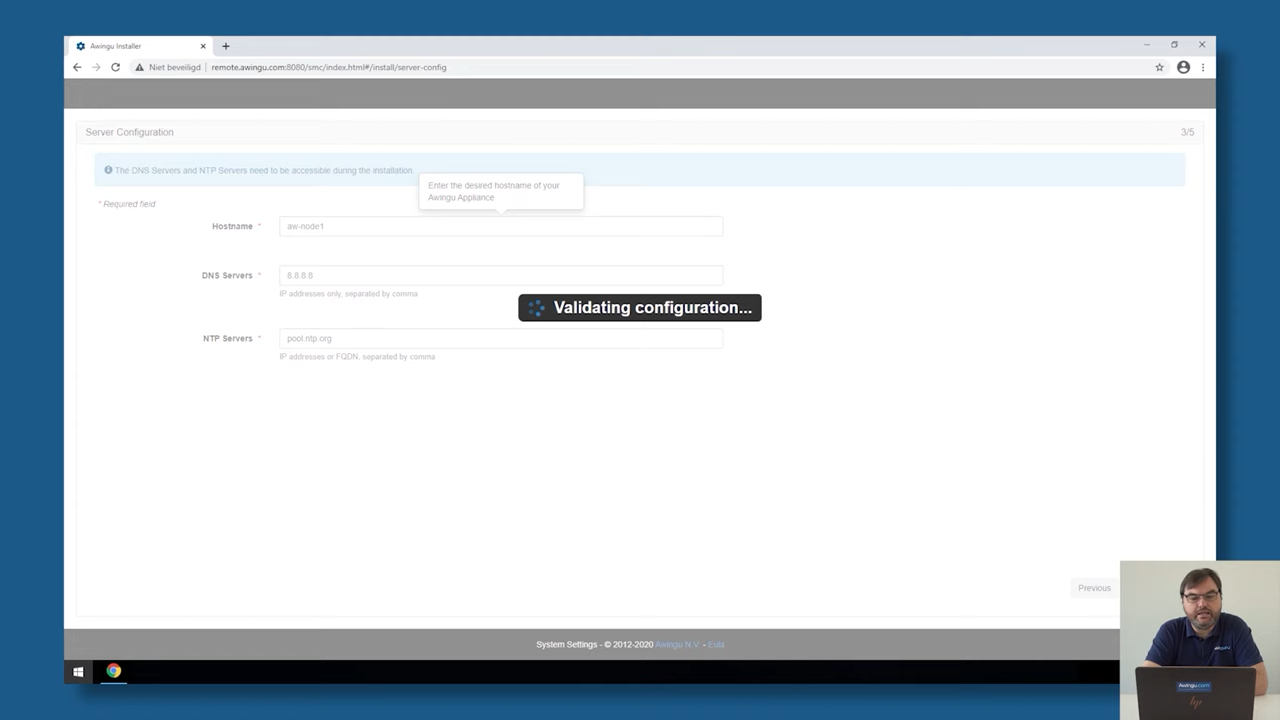 Awingu Installer
Niet beveiligd
remote.awingu.com:8080/smc/index.html#/install/server-config
Server Configuration
3/5
The DNS Servers and NTP Servers need to be accessible during the installation.
Enter the desired hostname of your
Awingu Appliance
* Required field
Hostname *
aw-node1
DNS Servers *
8.8.8.8
IP addresses only, separated by comma
Validating configuration...
NTP Servers *
pool.ntp.org
IP addresses or FQDN, separated by comma
Previous
System Settings - © 2012-2020 Awingu N.V. - Eula
Awingu.com
hp